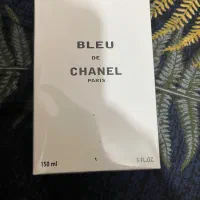 BLEU
DE
CHANEL
PARIS
150 ml
5 FL.OZ.